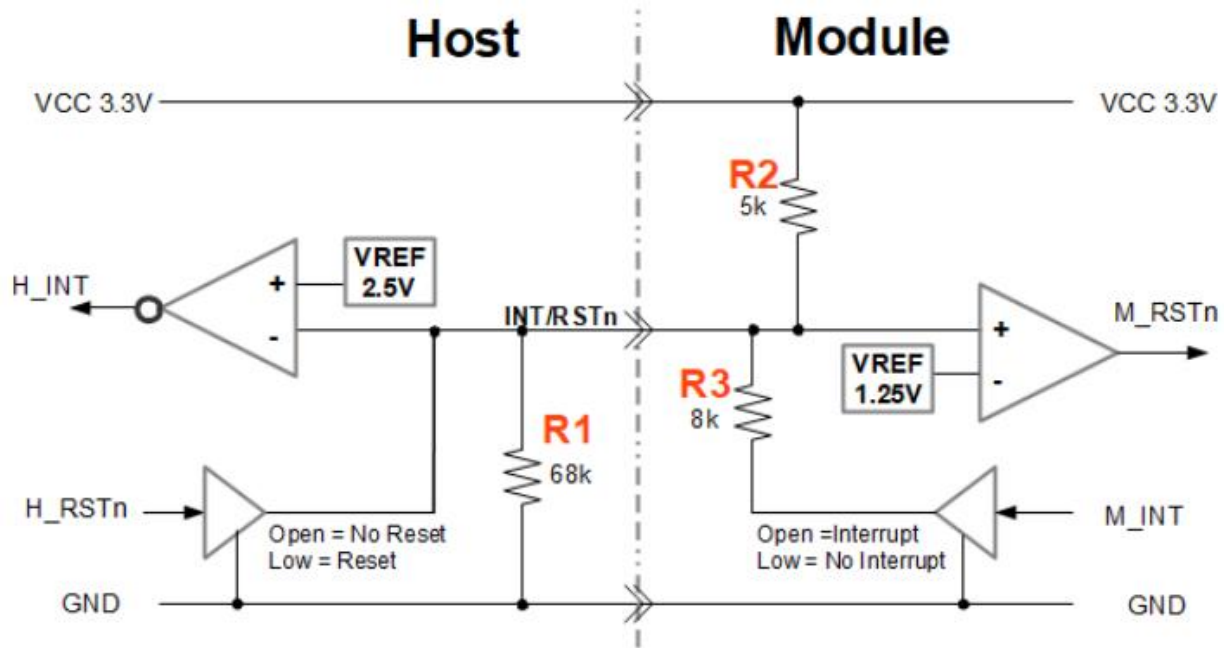 Host
Module
VCC 3.3V
VCC 3.3V
R2
5k
H_INT
+
-
VREF
2.5V
INT/RSTn
+
-
M_RSTn
VREF
1.25V
R3
8k
R1
68k
H_RSTn
Open = No Reset
Low = Reset
Open =Interrupt
Low = No Interrupt
M_INT
GND
GND